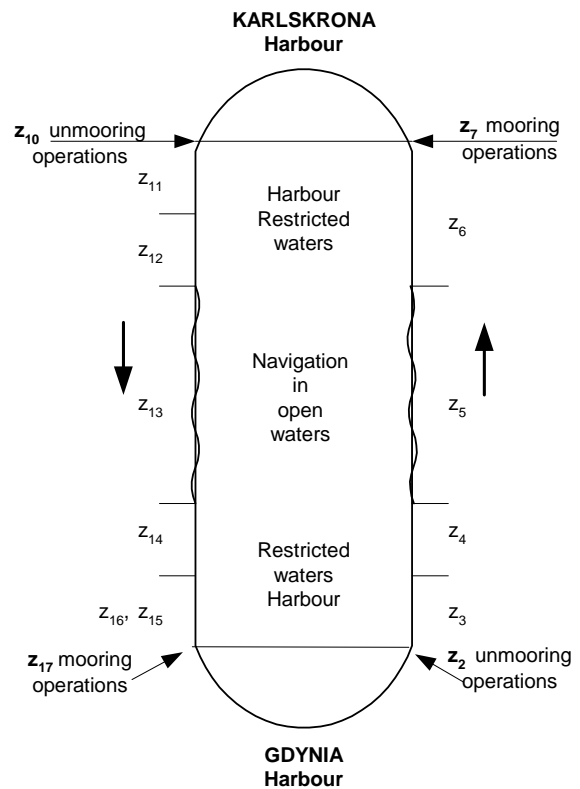 KARLSKRONA
Harbour
z10 unmooring
operations
z7 mooring
operations
z11
Harbour
Restricted
waters
z6
z12
Navigation
in
open
waters
z13
z5
z14
Restricted
waters
Harbour
z4
z16, z15
z3
z17 mooring
operations
z2 unmooring
operations
GDYNIA
Harbour